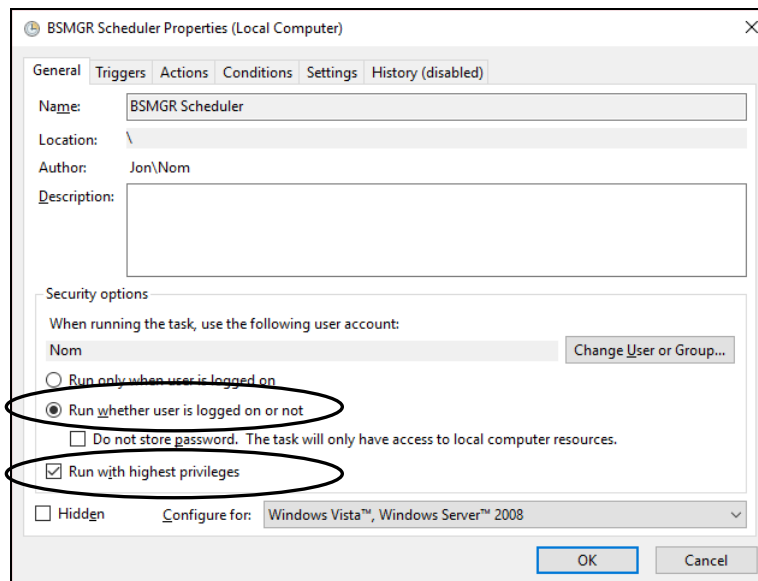 BSMGR Scheduler Properties (Local Computer)
General Triggers Actions Conditions Settings History (disabled)
Name: BSMGR Scheduler
Location: \
Author: Jon\Nom
Description:
Security options
When running the task, use the following user account:
Nom Change User or Group...
Run only when user is logged on
Run whether user is logged on or not
Do not store password. The task will only have access to local computer resources.
Run with highest privileges
Hidden Configure for: Windows Vista™, Windows Server™ 2008
OK Cancel